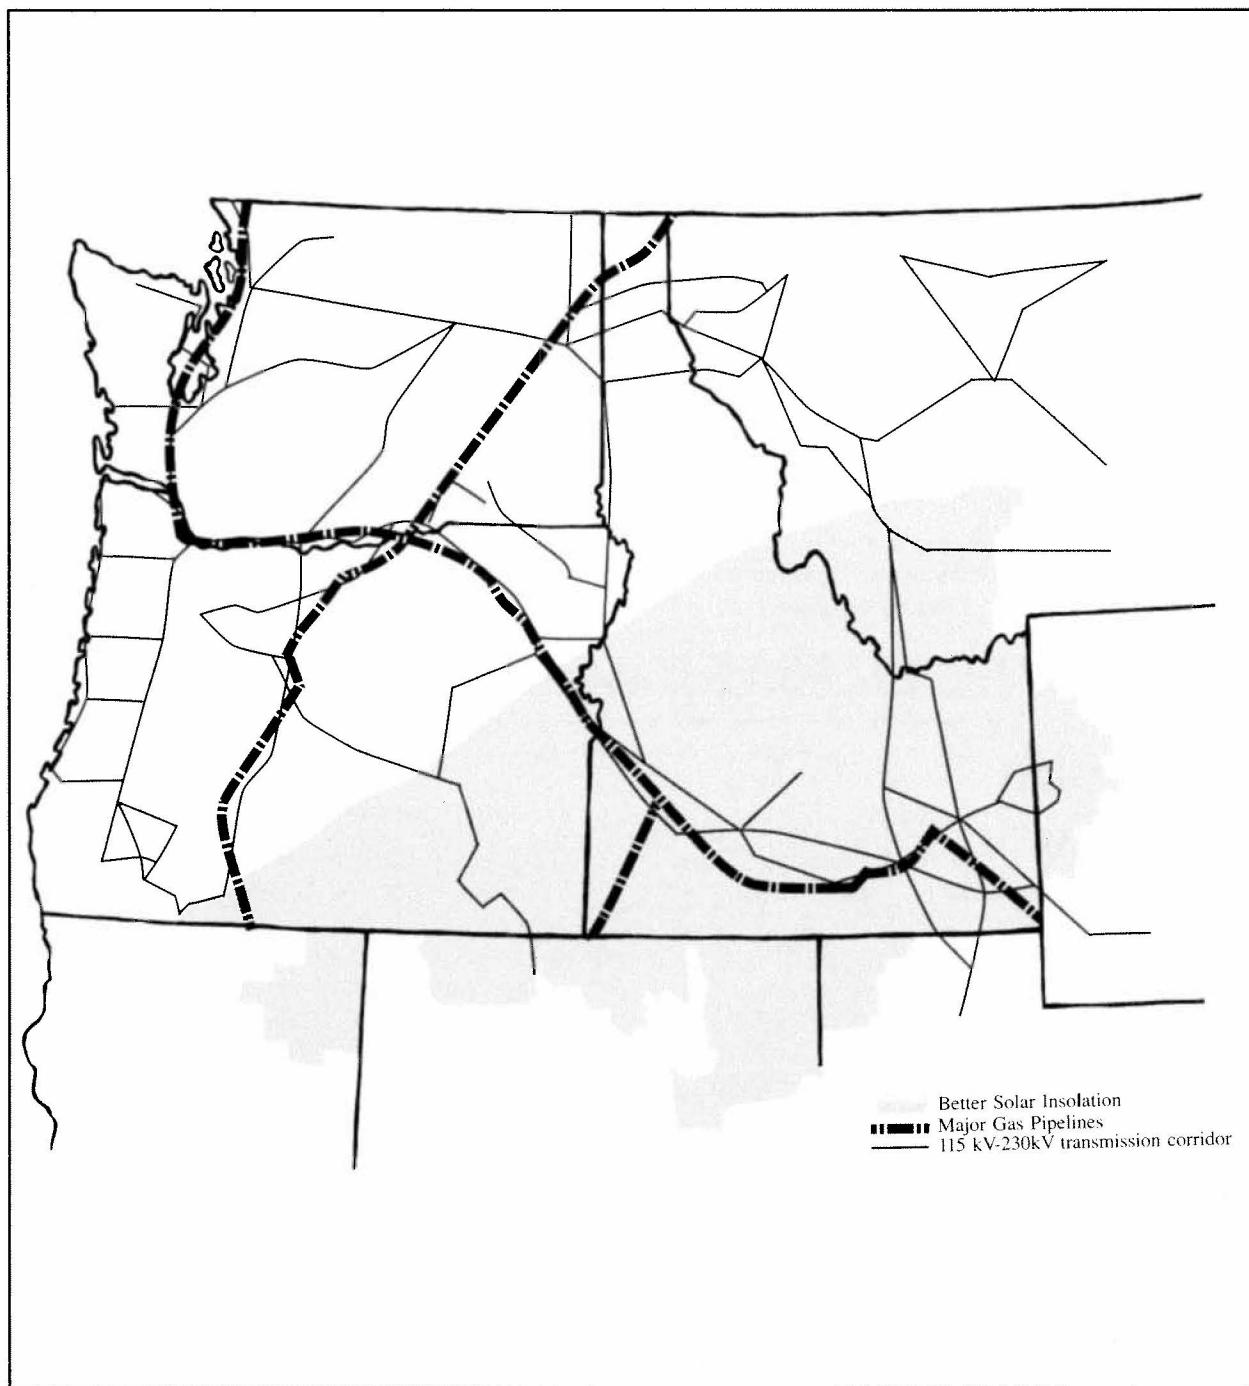 Better Solar Insolation
Major Gas Pipelines
115 kV-230kV transmission corridor